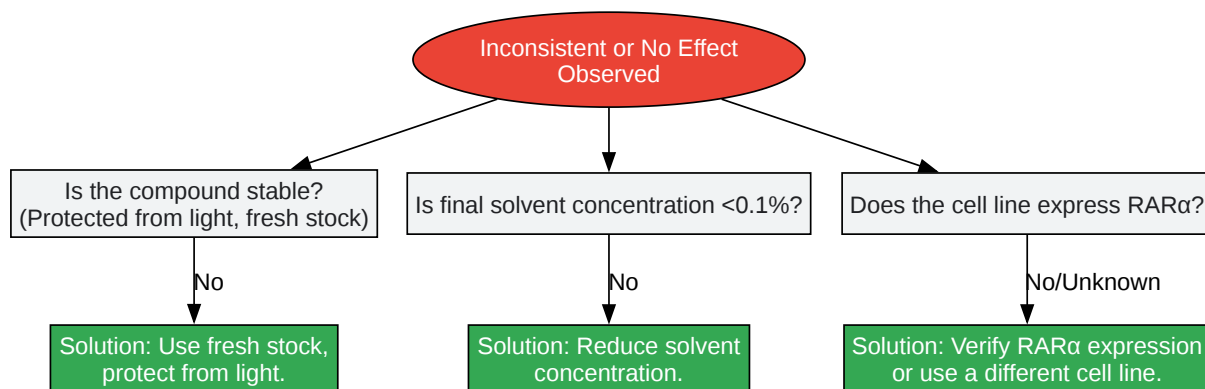 Inconsistent or No Effect
Observed
Is the compound stable?
(Protected from light, fresh stock)
Is final solvent concentration <0.1%?
Does the cell line express RARα?
No
No
No/Unknown
Solution: Use fresh stock,
protect from light.
Solution: Reduce solvent
concentration.
Solution: Verify RARα expression
or use a different cell line.